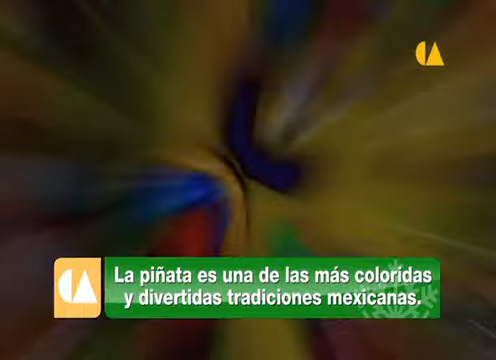 La piñata es una de las más coloridas
y divertidas tradiciones mexicanas.